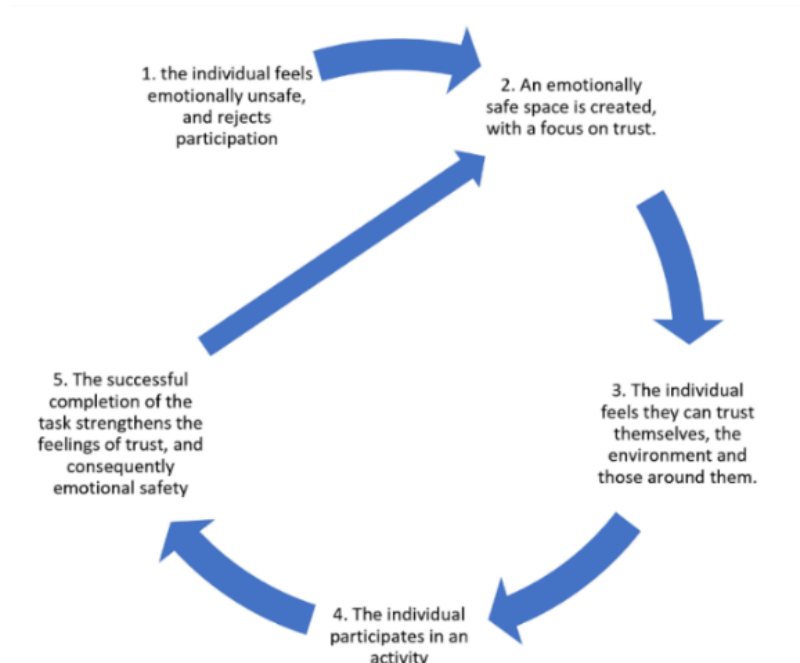 1. the individual feels
emotionally unsafe,
and rejects
participation
2. An emotionally
safe space is created,
with a focus on trust.
3. The individual
feels they can trust
themselves, the
environment and
those around them.
4. The individual
participates in an
activity
5. The successful
completion of the
task strengthens the
feelings of trust, and
consequently
emotional safety